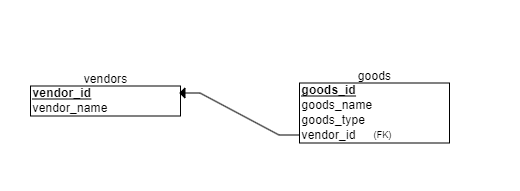 vendors
vendor_id
vendor_name
goods
goods_id
goods_name
goods_type
vendor_id (FK)